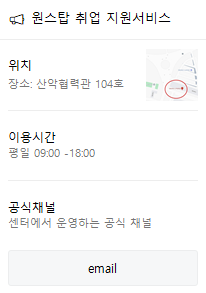 원스탑 취업 지원서비스
위치
장소: 산악협력관 104호
이용시간
평일 09:00 -18:00
공식채널
센터에서 운영하는 공식 채널
email